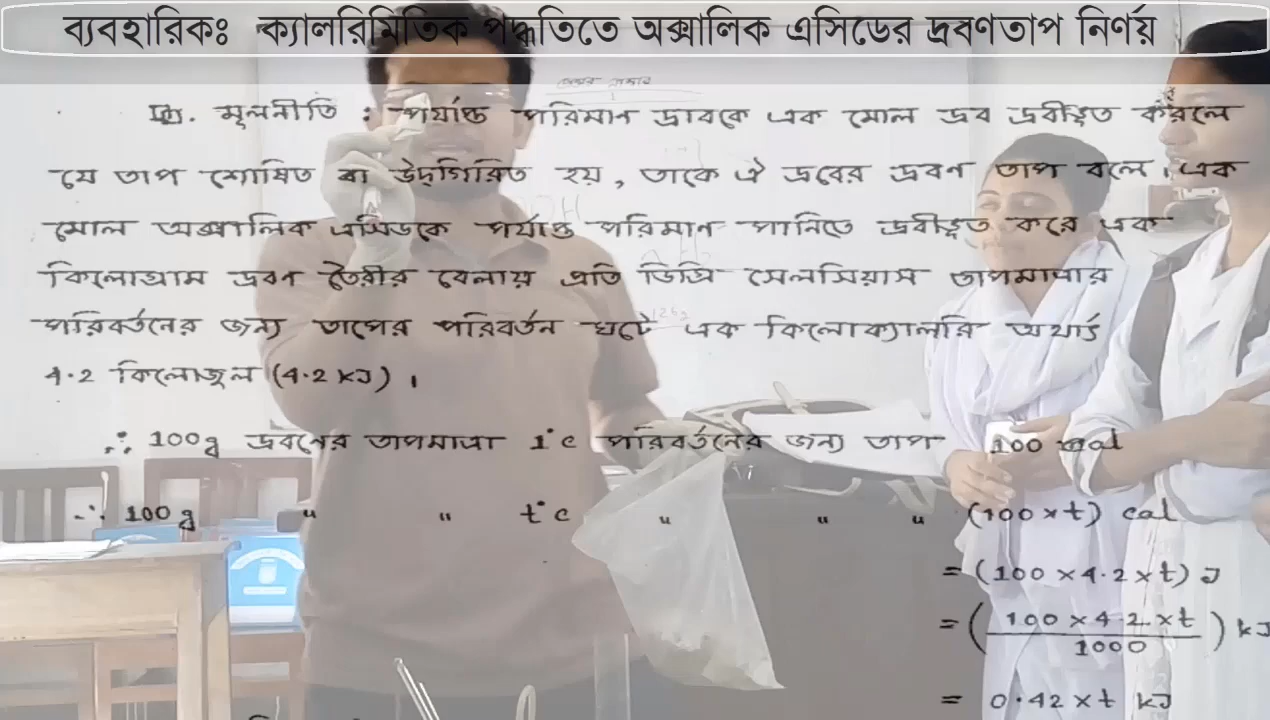 ব্যবহারিকঃ ক্যালরিমিতিক পদ্ধতিতে অক্সালিক এসিডের দ্রবণতাপ নির্ণয়
মূলনীতি : পর্যাপ্ত পরিমান দ্রাবকে এক মোল দ্রব দ্রবীভূত করলে
যে তাপ শোষিত বা উদ্‌গিরিত হয়, তাকে ঐ দ্রবের দ্রবণ তাপ বলে। এক
মোল অক্সালিক এসিডকে পর্যাপ্ত পরিমাণ পানিতে দ্রবীভূত করে এক
কিলোগ্রাম দ্রবণ তৈরীর বেলায় প্রতি ডিগ্রি সেলসিয়াস তাপমাত্রার
পরিবর্তনের জন্য তাপের পরিবর্তন ঘটে এক কিলোক্যালরি অর্থাৎ
4.2 কিলোজুল (4.2 kJ) ।
∴ 100g দ্রবণের তাপমাত্রা 1°c পরিবর্তনের জন্য তাপ 100 cal
∴ 100 g " " t°c " " " (100 × t) cal
= (100 × 4.2 × t) J
= (100 × 4.2 × t / 1000) kJ
= 0.42 × t kJ